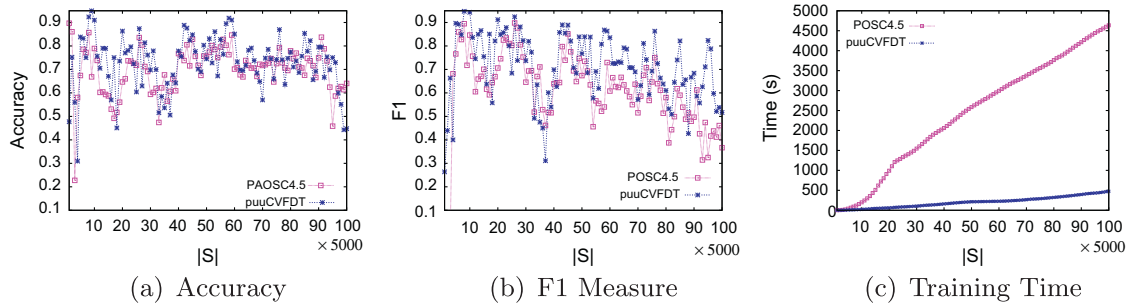 1
0.9
0.8
0.7
0.6
0.5
0.4
0.3
0.2
0.1
Accuracy
PAOSC4.5
puuCVFDT
10 20 30 40 50 60 70 80 90 100
|S|
× 5000
(a) Accuracy
0.9
0.8
0.7
0.6
0.5
0.4
0.3
0.2
0.1
F1
POSC4.5
puuCVFDT
10 20 30 40 50 60 70 80 90 100
|S|
× 5000
(b) F1 Measure
5000
4500
4000
3500
3000
2500
2000
1500
1000
500
0
Time (s)
POSC4.5
puuCVFDT
10 20 30 40 50 60 70 80 90 100
|S|
× 5000
(c) Training Time